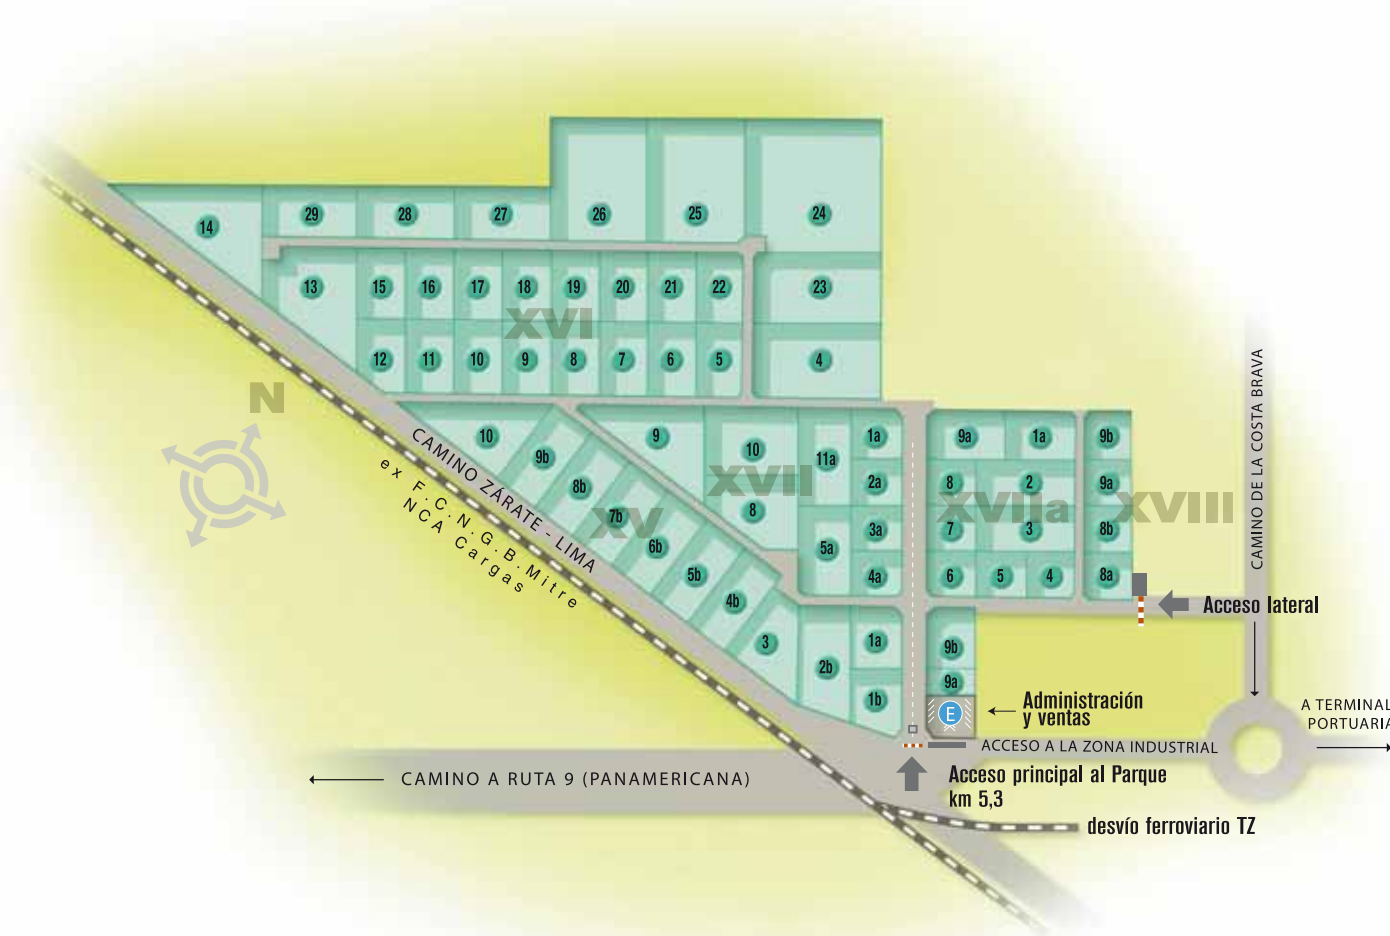 14
29
28
27
26
25
24
13
15
16
17
18
19
20
21
22
23
XVI
12
11
10
9
8
7
6
5
4
N
10
9b
8b
7b
6b
5b
4b
3
2b
1a
1b
XV
9
10
8
11a
5a
1a
2a
3a
4a
XVII
9a
1a
8
2
7
3
6
5
4
XVIIa
9b
9a
8b
8a
XVIII
9b
9a
E
CAMINO ZÁRATE - LIMA
ex F.C.N.G.B.Mitre
NCA Cargas
CAMINO DE LA COSTA BRAVA
Acceso lateral
Administración
y ventas
A TERMINAL
PORTUARIA
ACCESO A LA ZONA INDUSTRIAL
CAMINO A RUTA 9 (PANAMERICANA)
Acceso principal al Parque
km 5,3
desvío ferroviario TZ